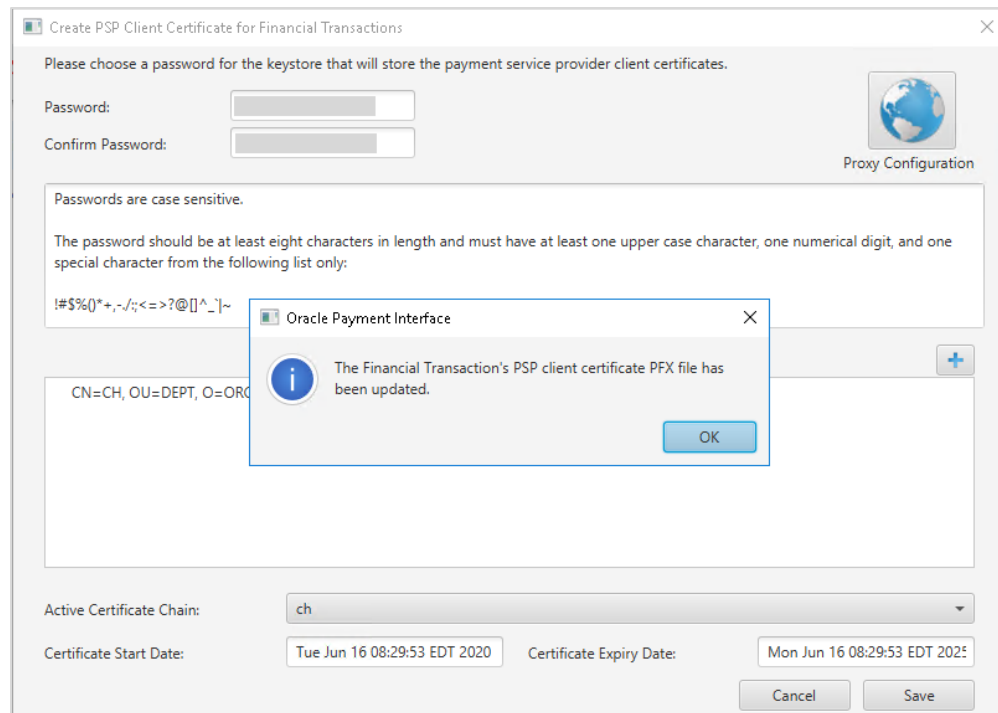 Create PSP Client Certificate for Financial Transactions
Please choose a password for the keystore that will store the payment service provider client certificates.
Password:
Confirm Password:
Proxy Configuration
Passwords are case sensitive.
The password should be at least eight characters in length and must have at least one upper case character, one numerical digit, and one
special character from the following list only:
!#$%()*+,-./:;<=>?@[]^_`|~
Oracle Payment Interface
The Financial Transaction's PSP client certificate PFX file has
been updated.
OK
CN=CH, OU=DEPT,
Active Certificate Chain:
ch
Certificate Start Date:
Tue Jun 16 08:29:53 EDT 2020
Certificate Expiry Date:
Mon Jun 16 08:29:53 EDT 2025
Cancel
Save